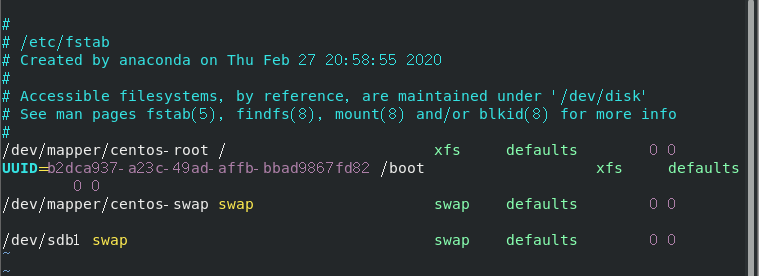 #
# /etc/fstab
# Created by anaconda on Thu Feb 27 20:58:55 2020
#
# Accessible filesystems, by reference, are maintained under '/dev/disk'
# See man pages fstab(5), findfs(8), mount(8) and/or blkid(8) for more info
#
/dev/mapper/centos-root / xfs defaults 0 0
UUID=b2dca937-a23c-49ad-affb-bbad9867fd82 /boot xfs defaults
0 0
/dev/mapper/centos-swap swap swap defaults 0 0
/dev/sdb1 swap swap defaults 0 0
~
~